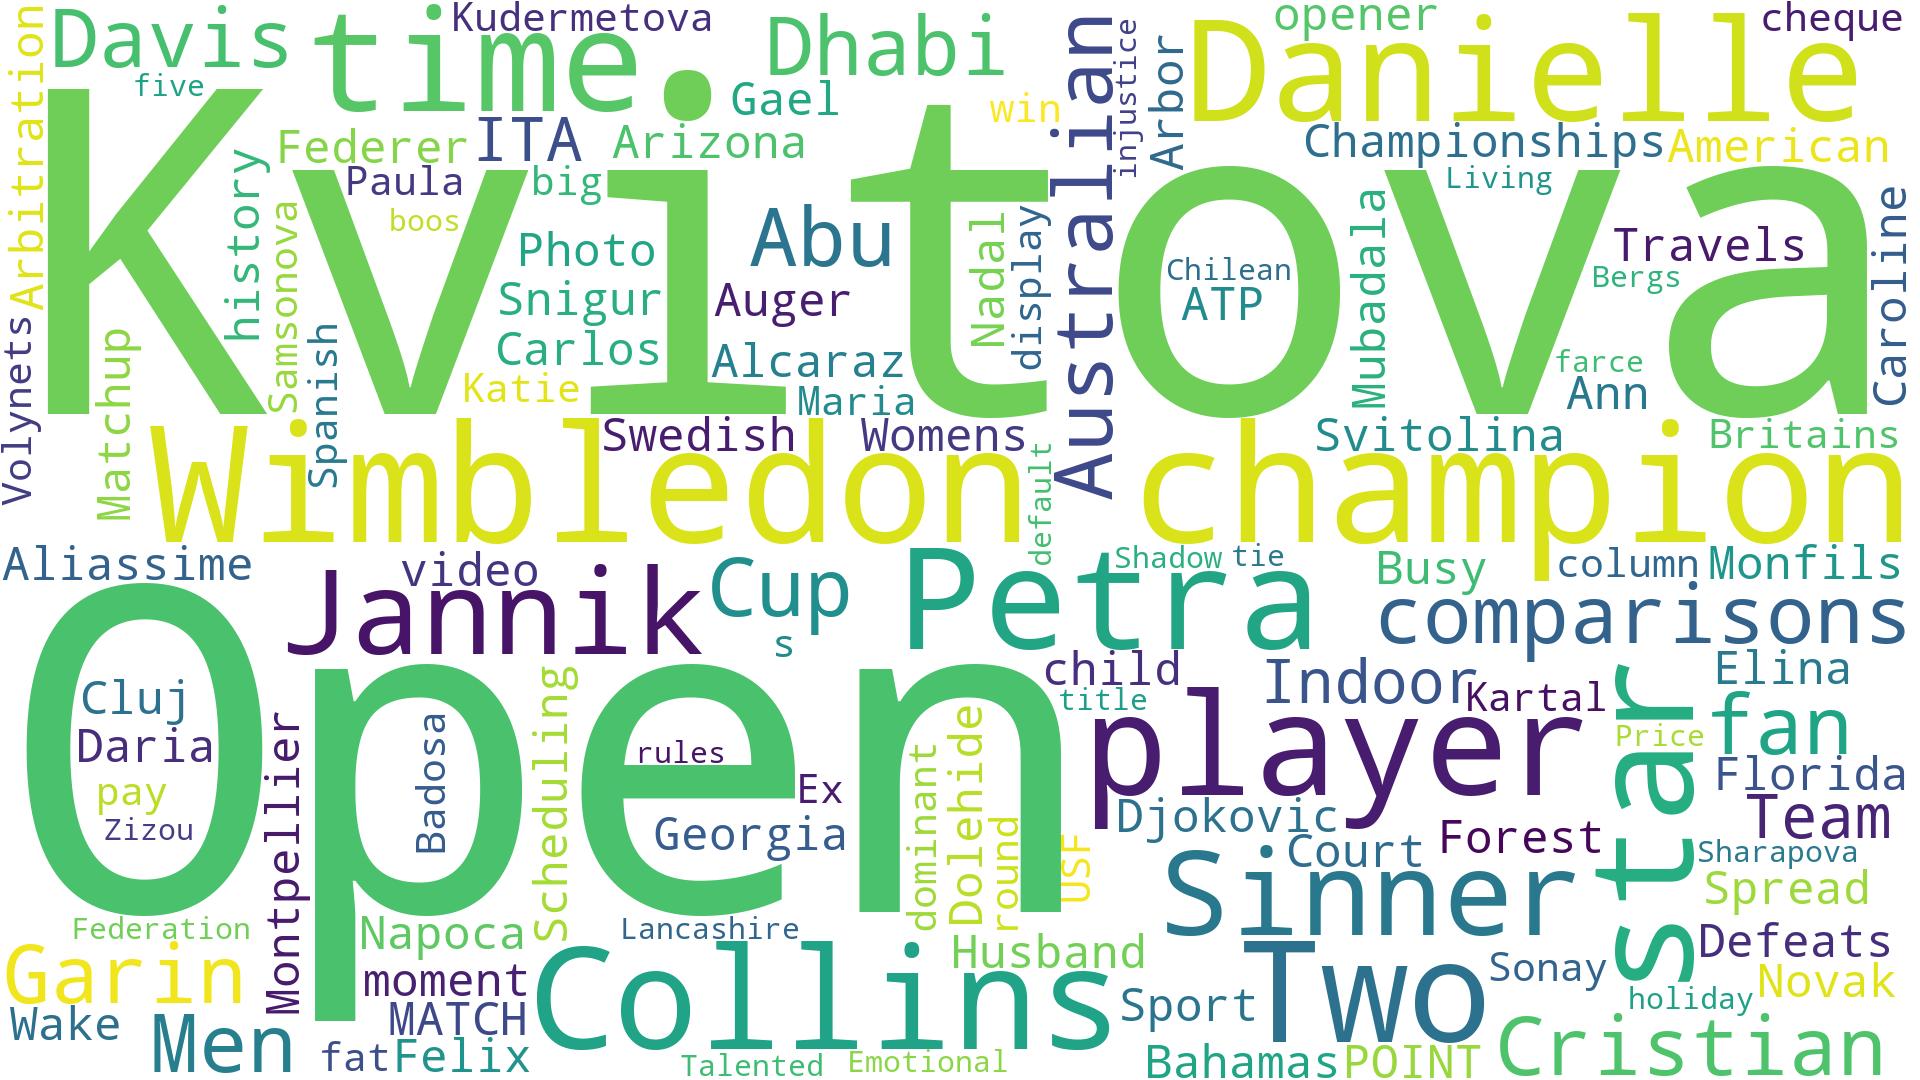 Kvitova
Open
Wimbledon
champion
time
Danielle
Australian
Petra
Jannik
player
Collins
Sinner
Two
star
Davis
Dhabi
Abu
Cup
comparisons
Indoor
fan
Garin
Men
Cristian
Team
Kudermetova
opener
cheque
five
Arbitration
Gael
win
injustice
Arbor
Federer
ITA
Arizona
Championships
American
history
Paula
big
Living
boos
Samsonova
Photo
Nadal
display
Chilean
ATP
Mubadala
Travels
Bergs
Caroline
Snigur
Auger
Volynets
Matchup
Spanish
Carlos
Alcaraz
Katie
Maria
farce
Ann
Swedish
Womens
default
Svitolina
Britains
Aliassime
video
s
Shadow
tie
Busy
column
Monfils
child
title
Elina
Kartal
Cluj
Daria
pay
Zizou
Montpellier
Badosa
Scheduling
rules
Ex
Georgia
dominant
Dolehide
round
USF
Djokovic
Court
Forest
Price
Florida
Sharapova
Spread
Federation
Napoca
Lancashire
Husband
Defeats
moment
Sonay
Novak
holiday
Wake
MATCH
Sport
fat
Felix
Talented
Emotional
Bahamas
POINT